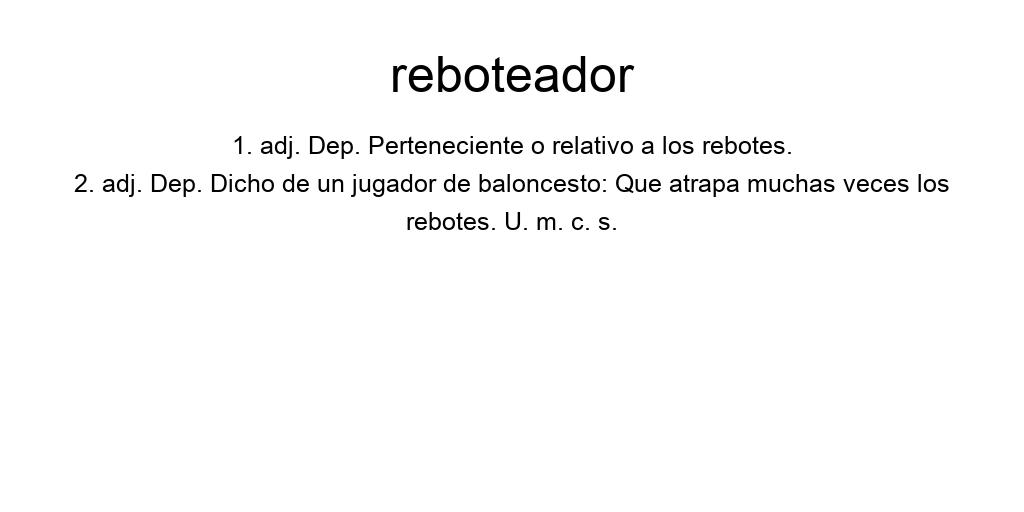 reboteador
1. adj. Dep. Perteneciente o relativo a los rebotes.
2. adj. Dep. Dicho de un jugador de baloncesto: Que atrapa muchas veces los
rebotes. U. m. c. s.